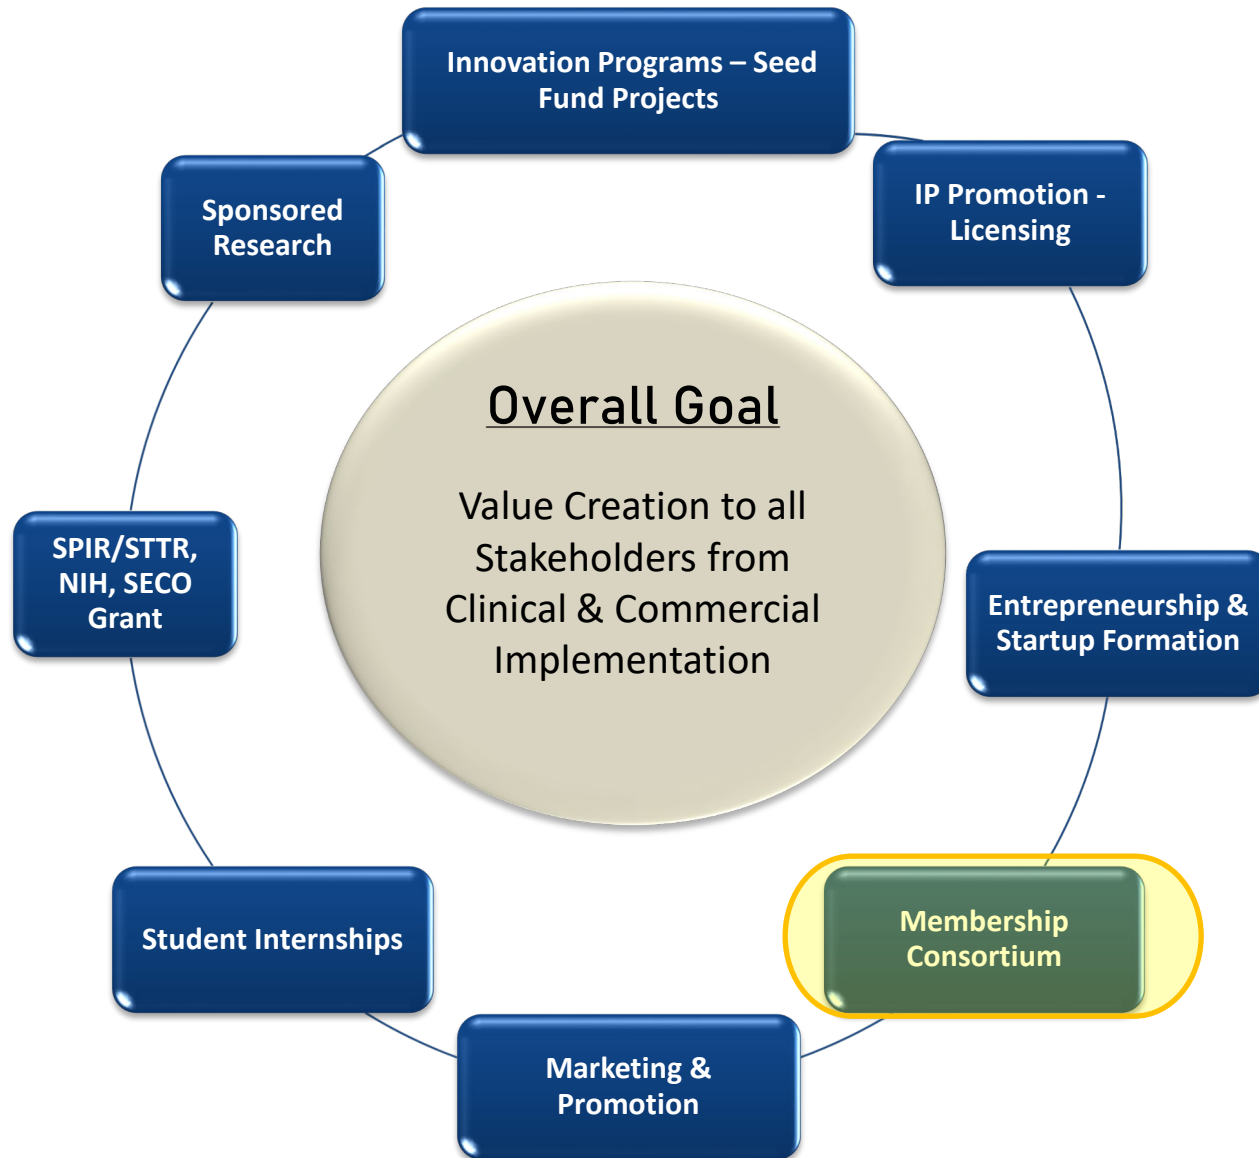 Innovation Programs – Seed
Fund Projects
IP Promotion -
Licensing
Sponsored
Research
Overall Goal
Value Creation to all
Stakeholders from
Clinical & Commercial
Implementation
SPIR/STTR,
NIH, SECO
Grant
Entrepreneurship &
Startup Formation
Student Internships
Membership
Consortium
Marketing &
Promotion